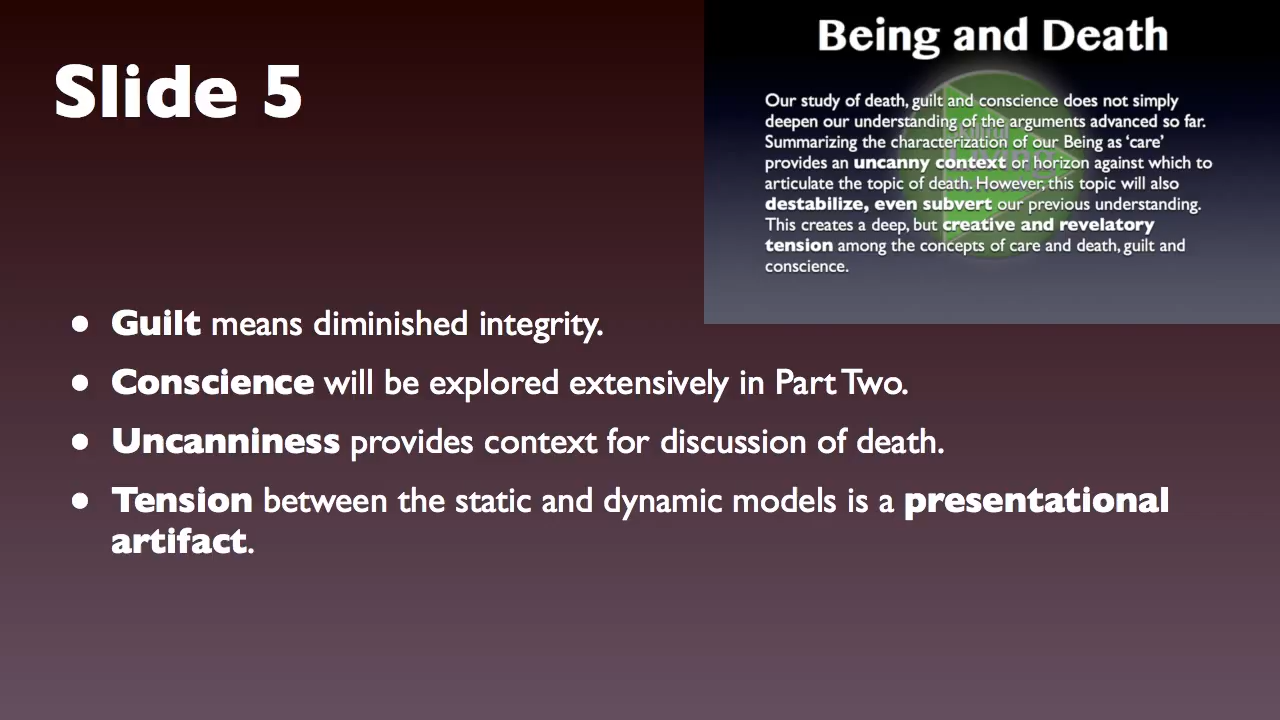 Slide 5
Being and Death
Our study of death, guilt and conscience does not simply
deepen our understanding of the arguments advanced so far.
Summarizing the characterization of our Being as ‘care’
provides an uncanny context or horizon against which to
articulate the topic of death. However, this topic will also
destabilize, even subvert our previous understanding.
This creates a deep, but creative and revelatory
tension among the concepts of care and death, guilt and
conscience.
● Guilt means diminished integrity.
● Conscience will be explored extensively in Part Two.
● Uncanniness provides context for discussion of death.
● Tension between the static and dynamic models is a presentational
artifact.